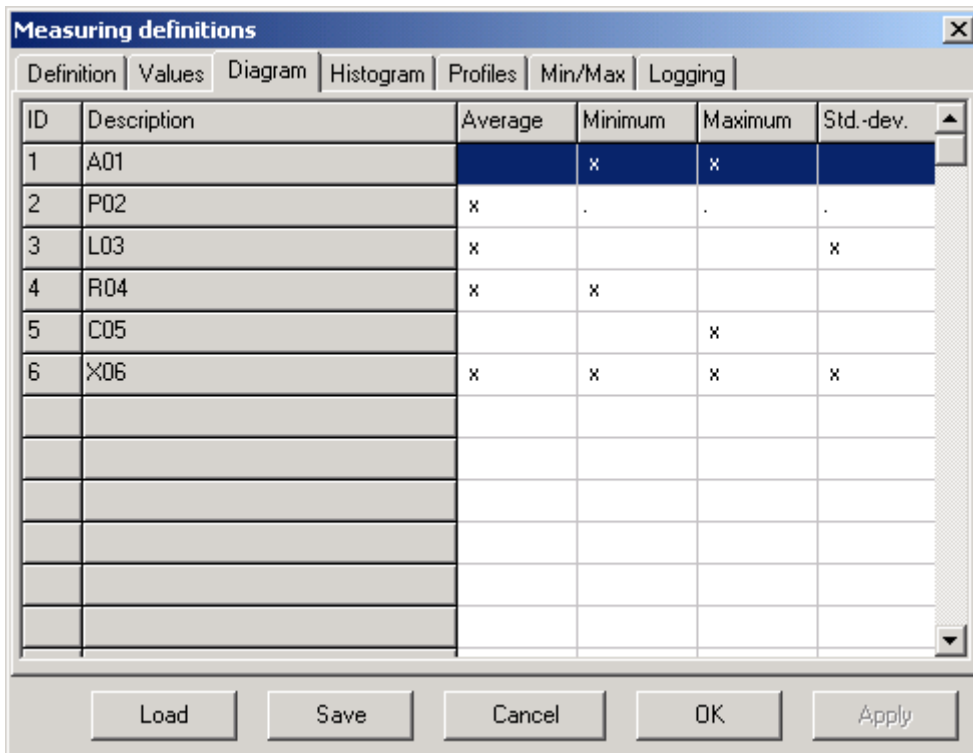 Measuring definitions
Definition Values Diagram Histogram Profiles Min/Max Logging
ID Description Average Minimum Maximum Std.-dev.
1 A01 x x
2 P02 x . . .
3 L03 x x
4 R04 x x
5 C05 x
6 X06 x x x x
Load Save Cancel OK Apply